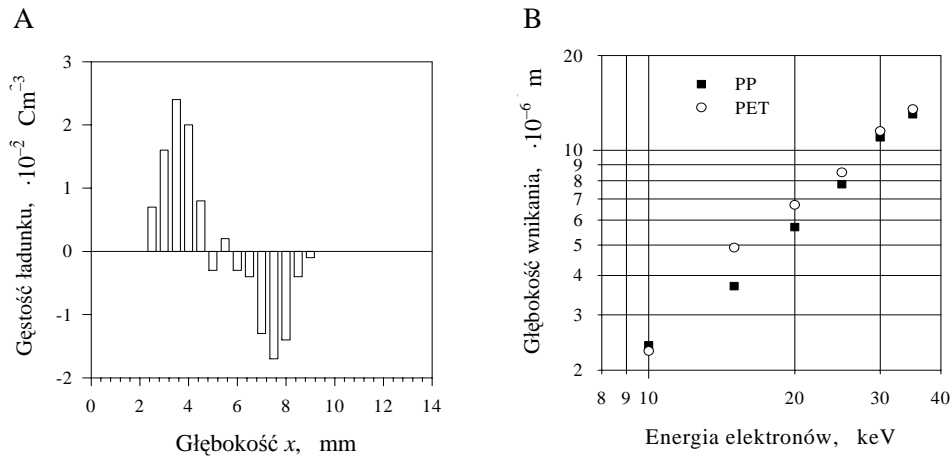 A
Gęstość ładunku, ·10⁻² Cm⁻³
3
2
1
0
-1
-2
0 2 4 6 8 10 12 14
Głębokość x, mm
B
Głębokość wnikania, ·10⁻⁶ m
20
10
9
8
7
6
5
4
3
2
PP
PET
8 9 10 20 30 40
Energia elektronów, keV